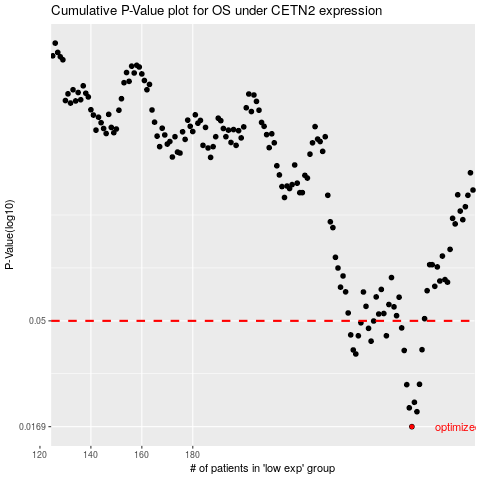 Cumulative P-Value plot for OS under CETN2 expression
P-Value(log10)
0.05
0.0169
optimize
120 140 160 180
# of patients in 'low exp' group